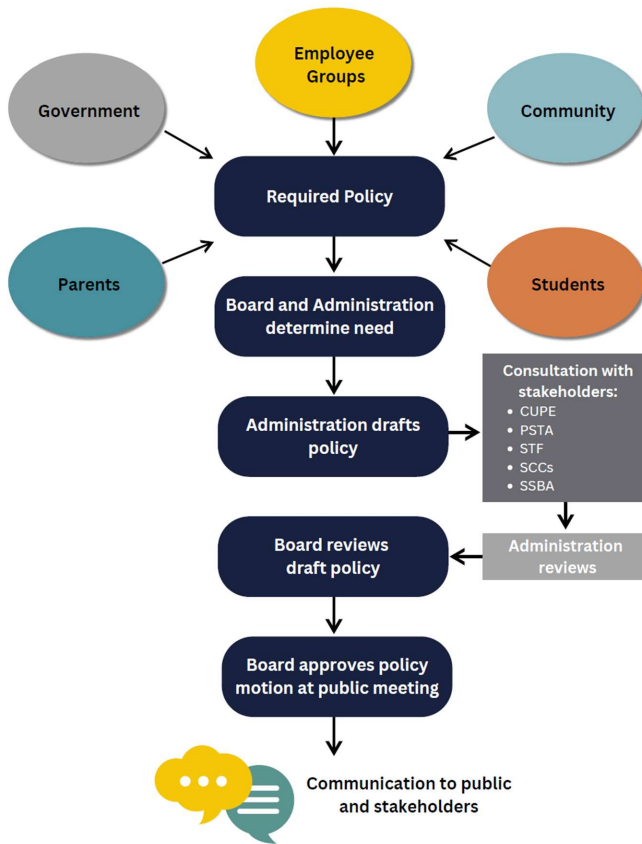 Employee
Groups
Government
Community
Required Policy
Parents
Students
Board and Administration
determine need
Consultation with
stakeholders:
• CUPE
• PSTA
• STF
• SCCs
• SSBA
Administration drafts
policy
Board reviews
draft policy
Administration
reviews
Board approves policy
motion at public meeting
Communication to public
and stakeholders